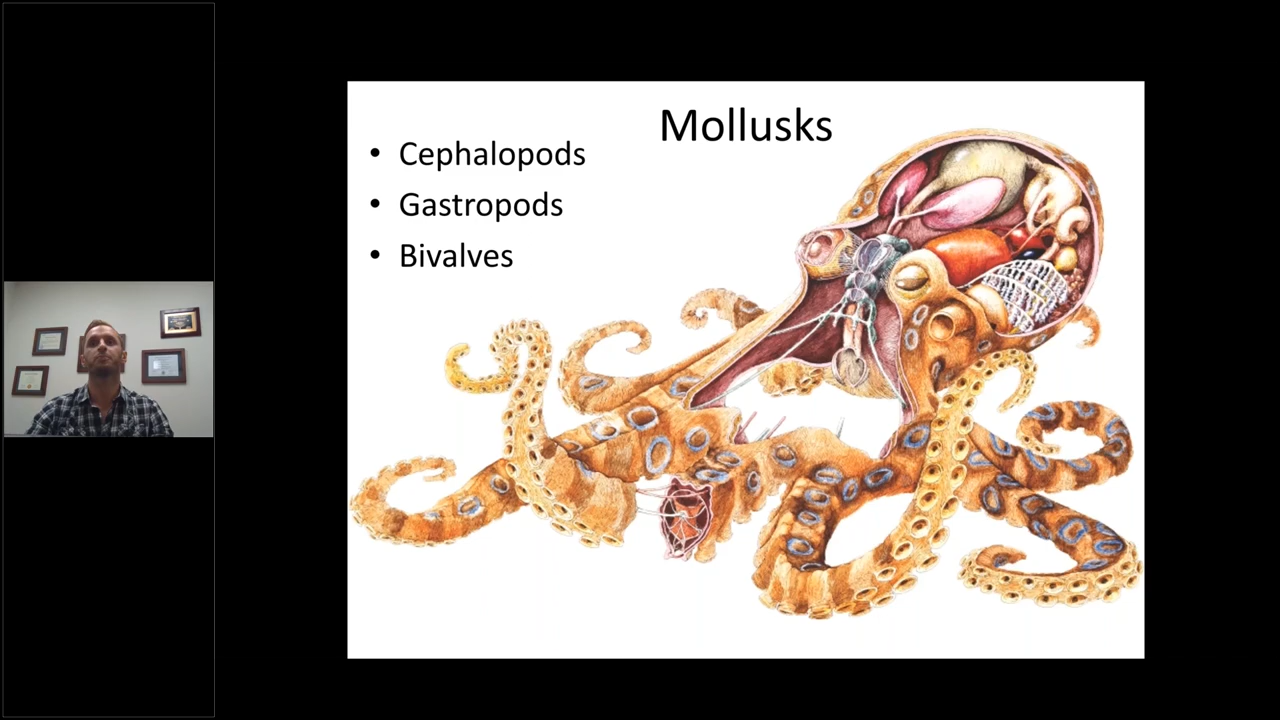 Mollusks
• Cephalopods
• Gastropods
• Bivalves